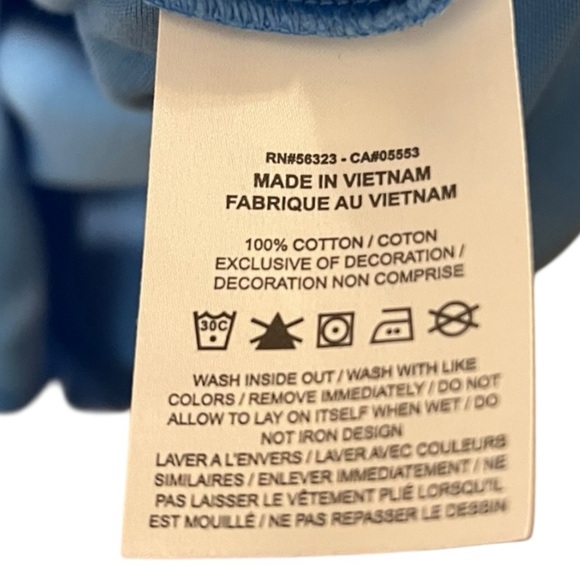 RN#56323 - CA#05553
MADE IN VIETNAM
FABRIQUE AU VIETNAM
100% COTTON / COTON
EXCLUSIVE OF DECORATION /
DECORATION NON COMPRISE
30C
WASH INSIDE OUT / WASH WITH LIKE
COLORS / REMOVE IMMEDIATELY / DO NOT
ALLOW TO LAY ON ITSELF WHEN WET / DO
NOT IRON DESIGN
LAVER A L'ENVERS / LAVER AVEC COULEURS
SIMILAIRES / ENLEVER IMMEDIATEMENT / NE
PAS LAISSER LE VÊTEMENT PLIÉ LORSQU'IL
EST MOUILLÉ / NE PAS REPASSER LE DESSIN